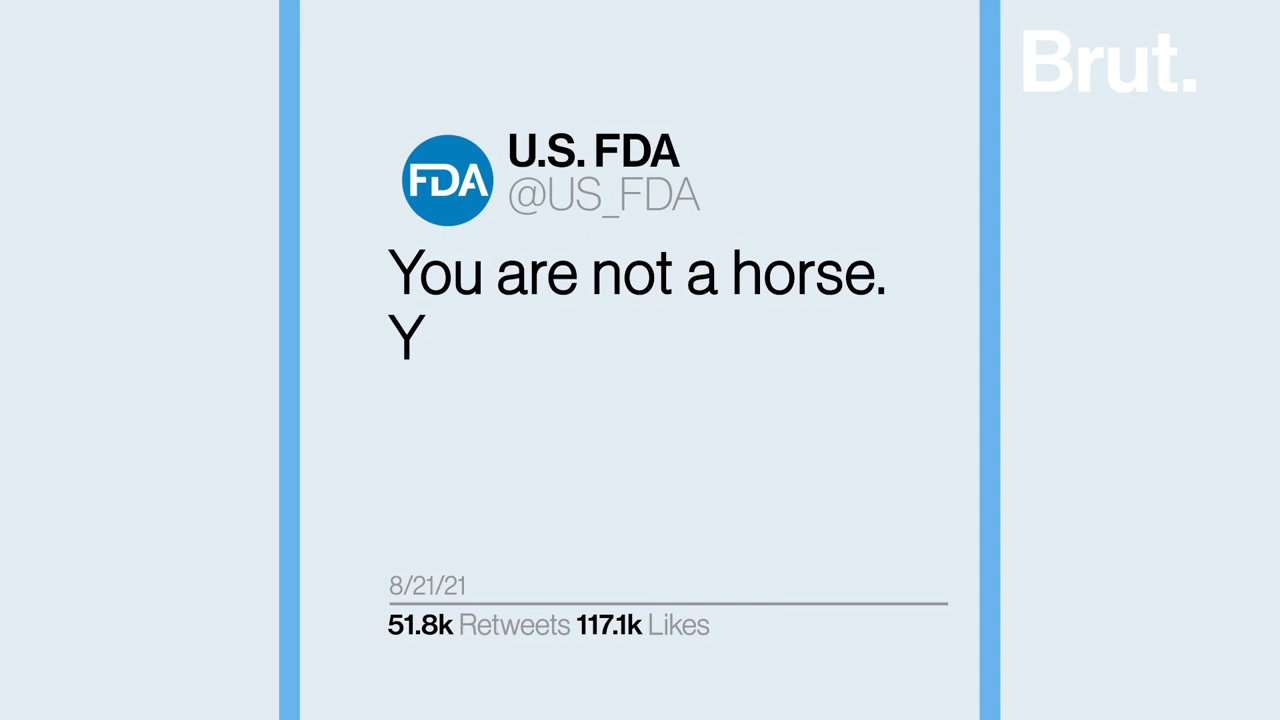 Brut.
FDA
U.S. FDA
@US_FDA
You are not a horse.
Y
8/21/21
51.8k Retweets 117.1k Likes